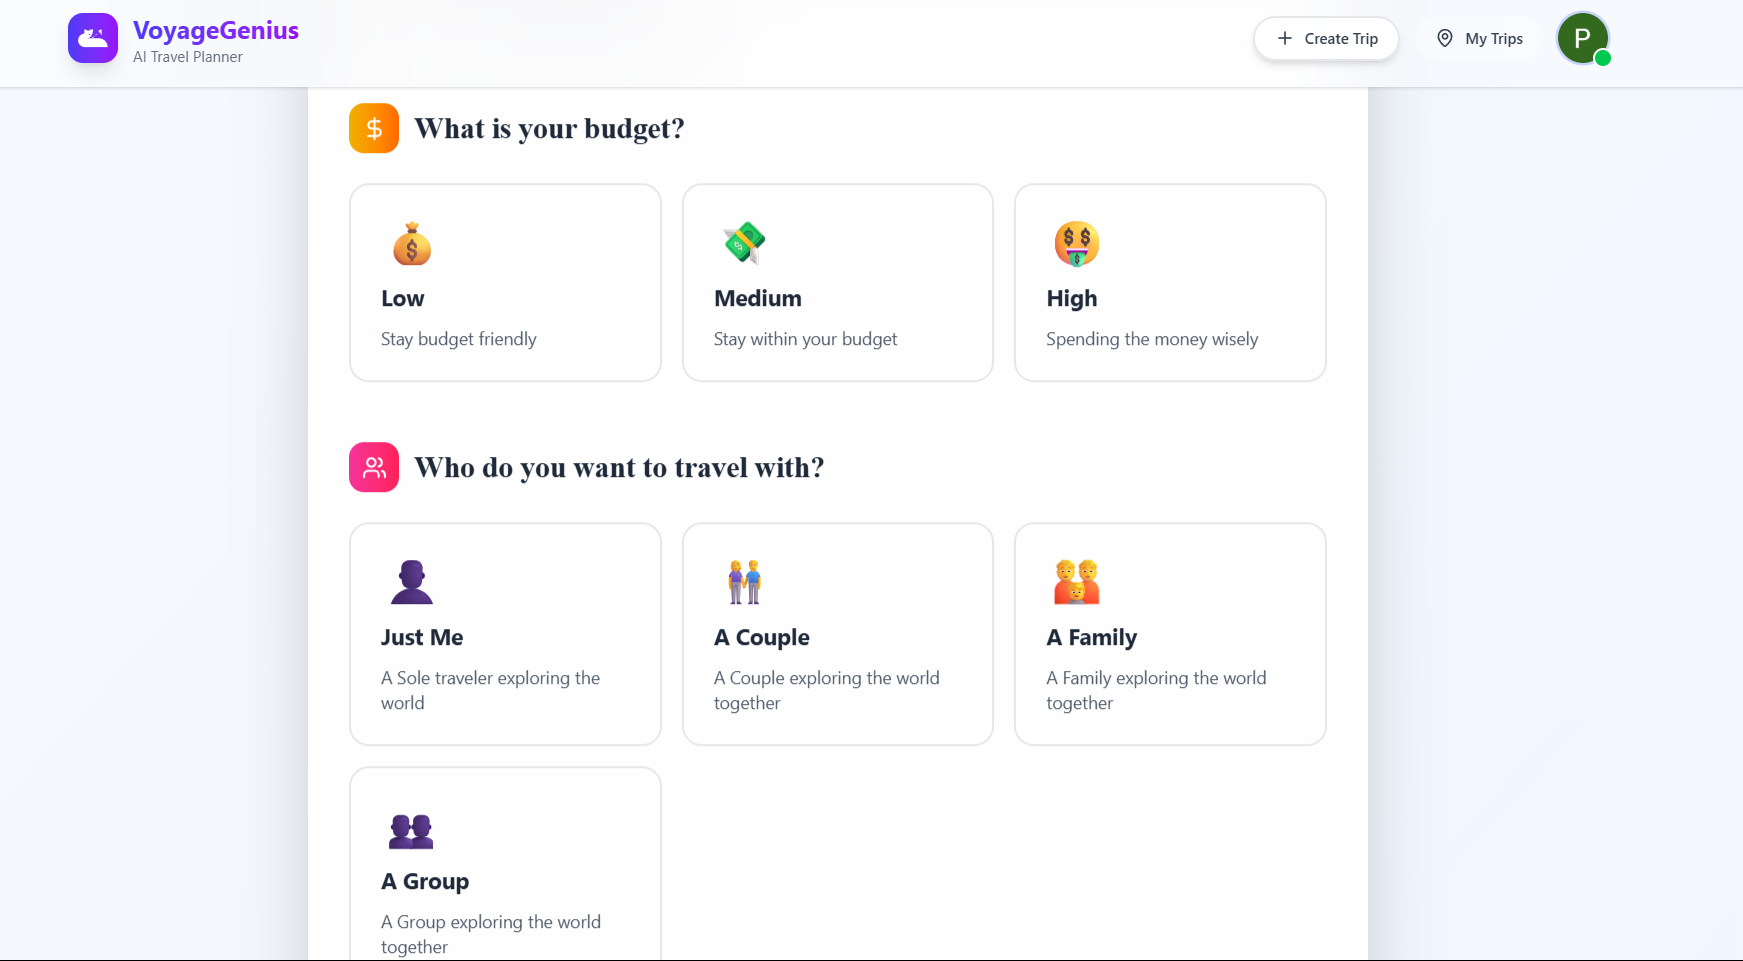 VoyageGenius
AI Travel Planner
Create Trip
My Trips
P
What is your budget?
Low
Stay budget friendly
Medium
Stay within your budget
High
Spending the money wisely
Who do you want to travel with?
Just Me
A Sole traveler exploring the
world
A Couple
A Couple exploring the world
together
A Family
A Family exploring the world
together
A Group
A Group exploring the world
together